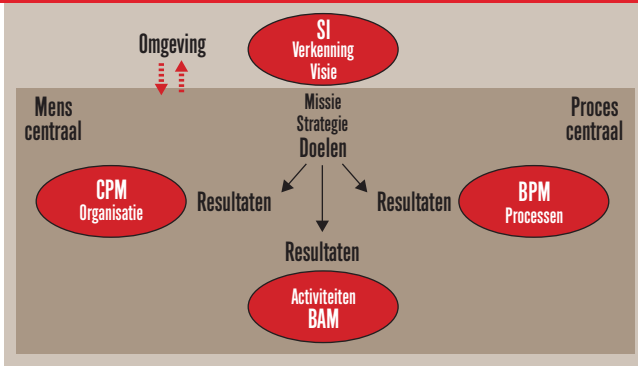 Omgeving
SI
Verkenning
Visie
Mens
centraal
Missie
Strategie
Doelen
Proces
centraal
CPM
Organisatie
Resultaten
Resultaten
BPM
Processen
Resultaten
Activiteiten
BAM